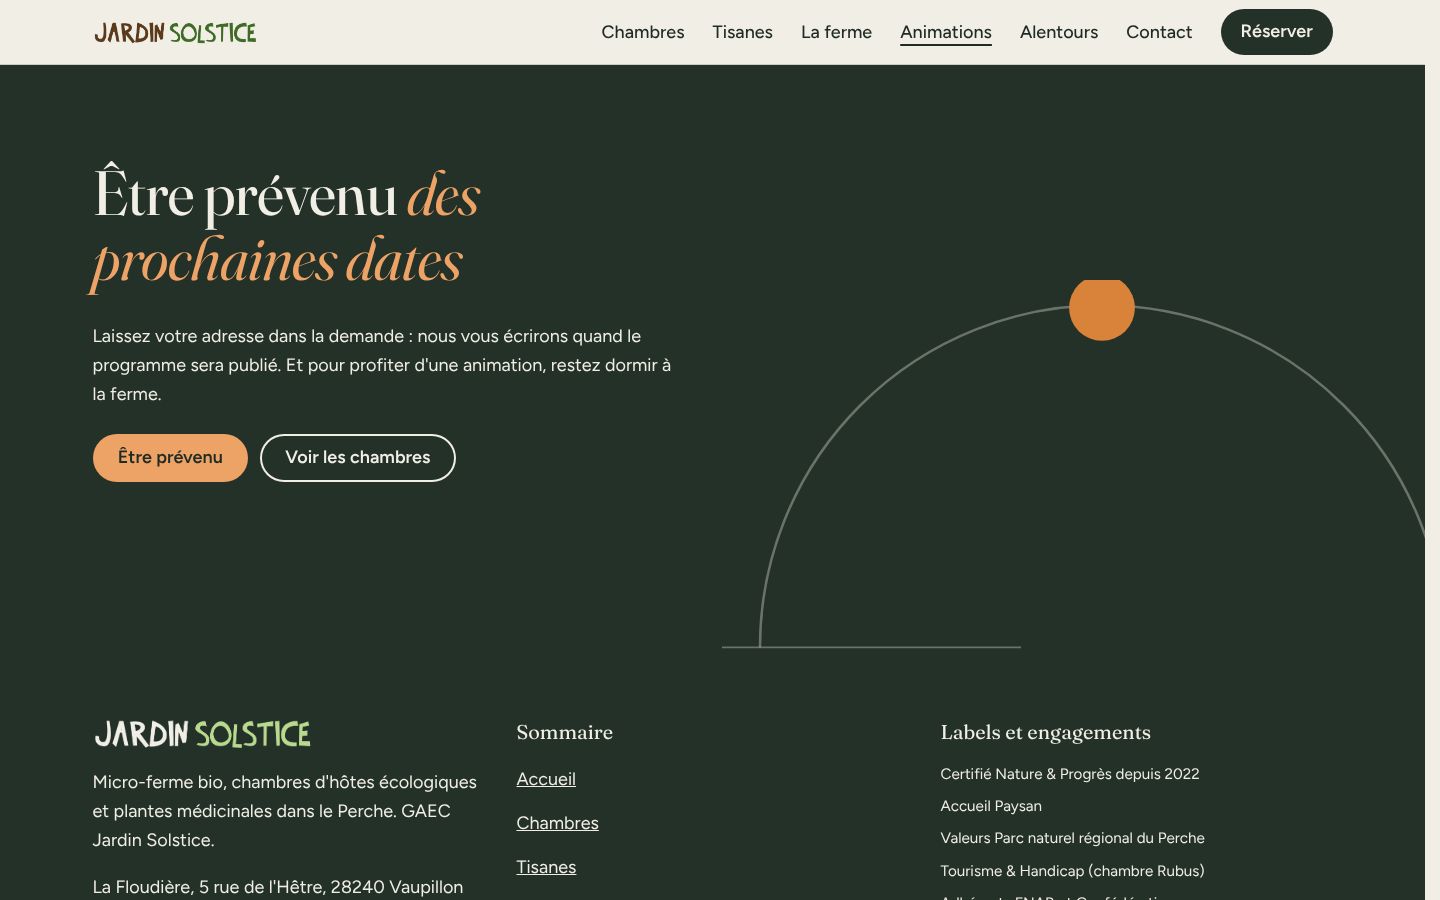 JARDIN SOLSTICE
Chambres
Tisanes
La ferme
Animations
Alentours
Contact
Réserver
Être prévenu des
prochaines dates
Laissez votre adresse dans la demande : nous vous écrirons quand le
programme sera publié. Et pour profiter d'une animation, restez dormir à
la ferme.
Être prévenu
Voir les chambres
JARDIN SOLSTICE
Micro-ferme bio, chambres d'hôtes écologiques
et plantes médicinales dans le Perche. GAEC
Jardin Solstice.
La Floudière, 5 rue de l'Hêtre, 28240 Vaupillon
Sommaire
Accueil
Chambres
Tisanes
Labels et engagements
Certifié Nature & Progrès depuis 2022
Accueil Paysan
Valeurs Parc naturel régional du Perche
Tourisme & Handicap (chambre Rubus)